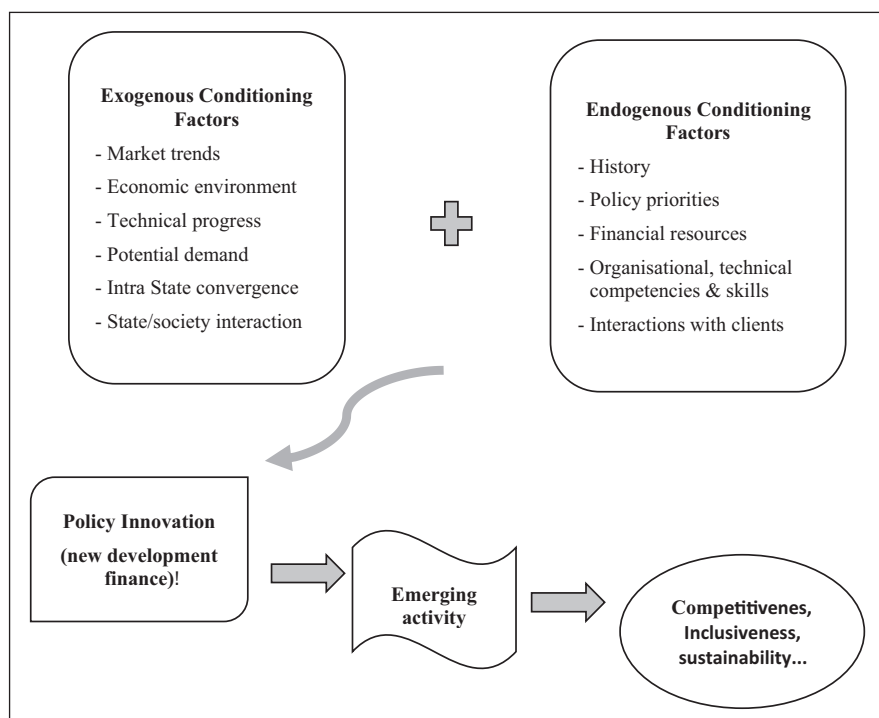 Exogenous Conditioning
Factors
- Market trends
- Economic environment
- Technical progress
- Potential demand
- Intra State convergence
- State/society interaction
Endogenous Conditioning
Factors
- History
- Policy priorities
- Financial resources
- Organisational, technical
competencies & skills
- Interactions with clients
Policy Innovation
(new development
finance)!
Emerging
activity
Competitivenes,
Inclusiveness,
sustainability...